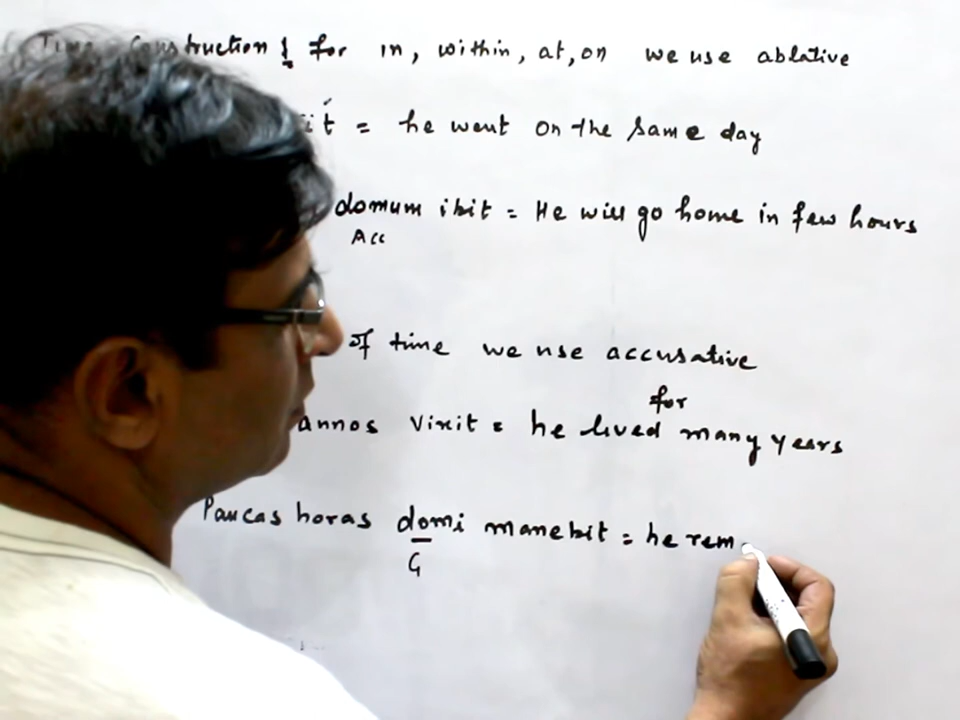 Time construction : for in, within, at, on we use ablative
it = he went on the same day
domum ibit = He will go home in few hours
Acc
of time we use accusative
for
annos vixit = he lived many years
Paucas horas domi manebit = he rem
G